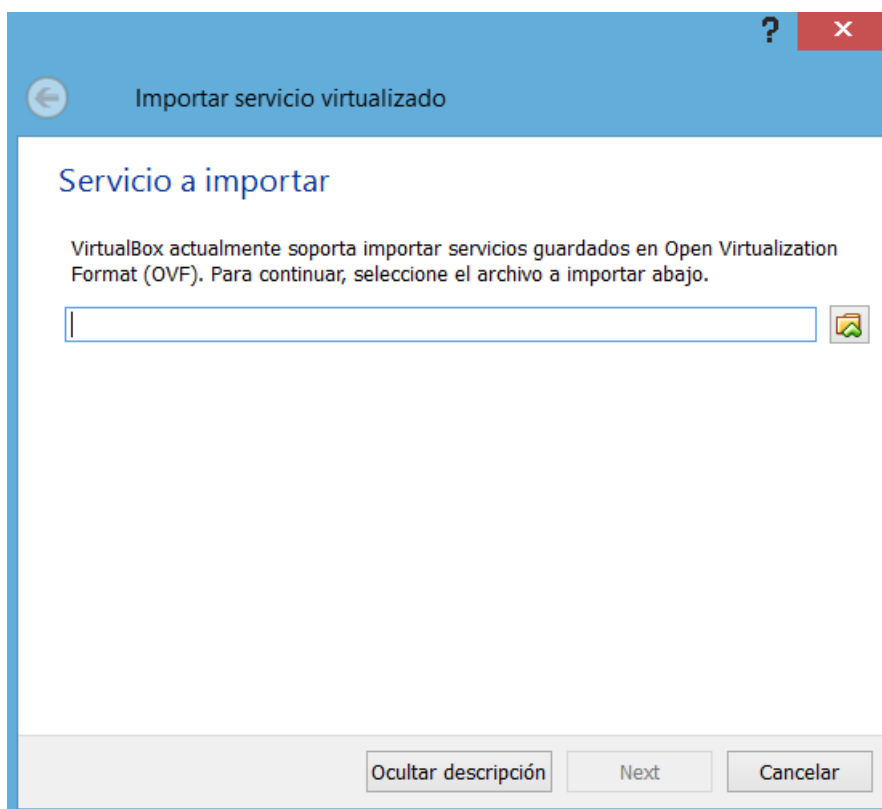 ?
Importar servicio virtualizado
Servicio a importar
VirtualBox actualmente soporta importar servicios guardados en Open Virtualization
Format (OVF). Para continuar, seleccione el archivo a importar abajo.
Ocultar descripción Next Cancelar